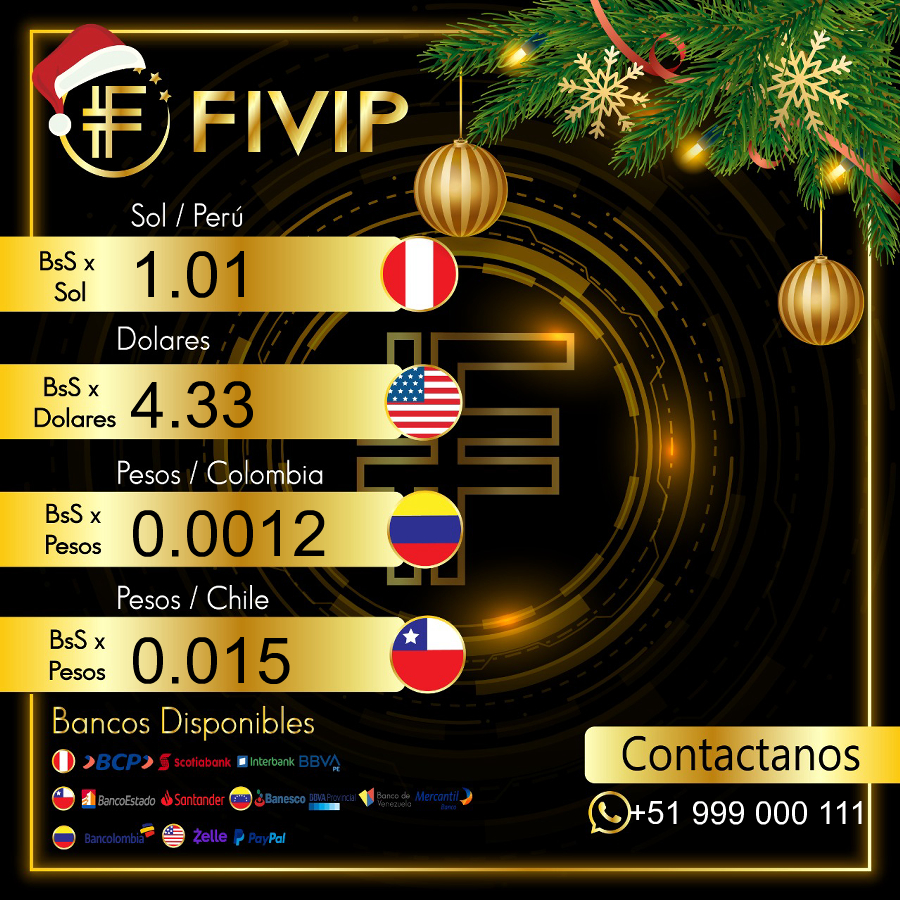 FIVIP
Sol / Perú
BsS x
Sol
1.01
Dolares
BsS x
Dolares
4.33
Pesos / Colombia
BsS x
Pesos
0.0012
Pesos / Chile
BsS x
Pesos
0.015
Bancos Disponibles
BCP Scotiabank Interbank BBVA PE
BancoEstado Santander Banesco BBVA Provincial Banco de Venezuela Mercantil Banco
Bancolombia Zelle PayPal
Contactanos
+51 999 000 111